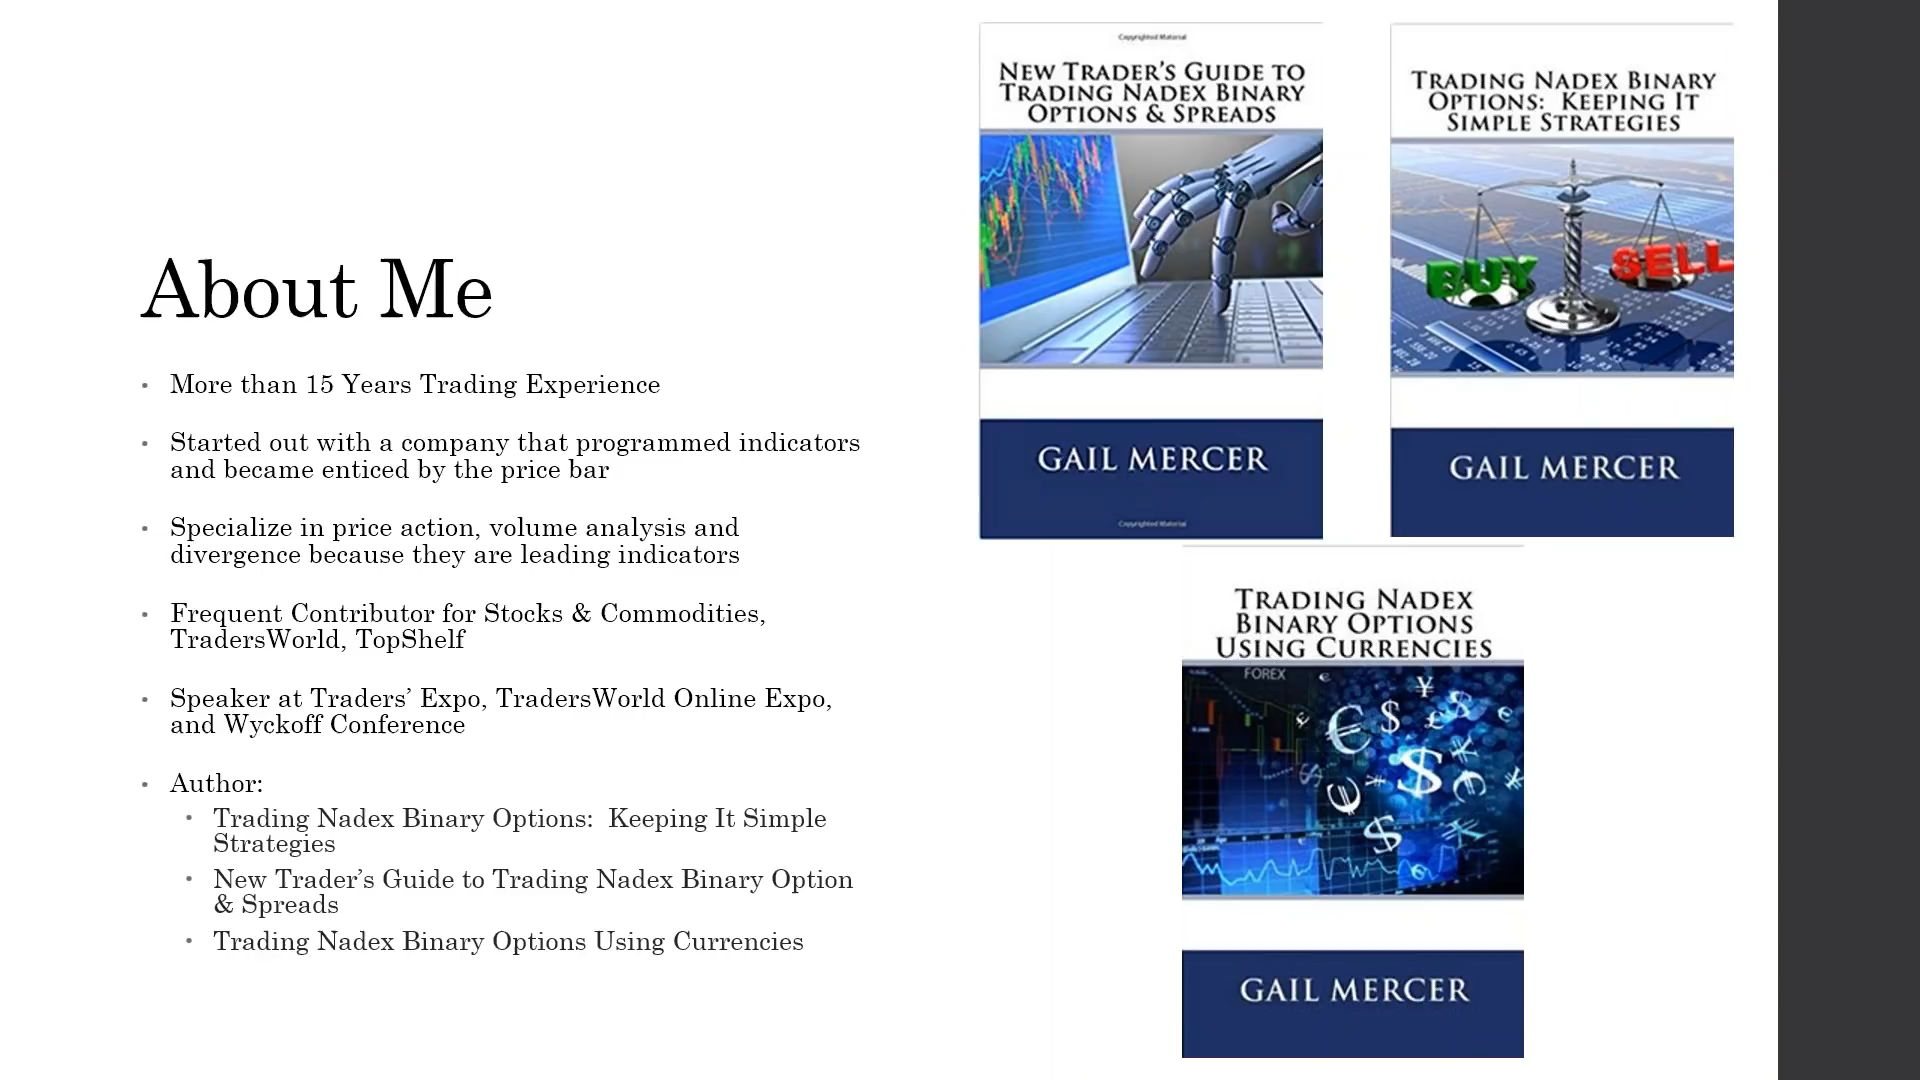 About Me
• More than 15 Years Trading Experience
• Started out with a company that programmed indicators
and became enticed by the price bar
• Specialize in price action, volume analysis and
divergence because they are leading indicators
• Frequent Contributor for Stocks & Commodities,
TradersWorld, TopShelf
• Speaker at Traders’ Expo, TradersWorld Online Expo,
and Wyckoff Conference
• Author:
• Trading Nadex Binary Options:  Keeping It Simple
Strategies
• New Trader’s Guide to Trading Nadex Binary Option
& Spreads
• Trading Nadex Binary Options Using Currencies
Copyrighted Material
NEW TRADER’S GUIDE TO
TRADING NADEX BINARY
OPTIONS & SPREADS
GAIL MERCER
Copyrighted Material
TRADING NADEX BINARY
OPTIONS:  KEEPING IT
SIMPLE STRATEGIES
BUY
SELL
GAIL MERCER
TRADING NADEX
BINARY OPTIONS
USING CURRENCIES
FOREX
GAIL MERCER